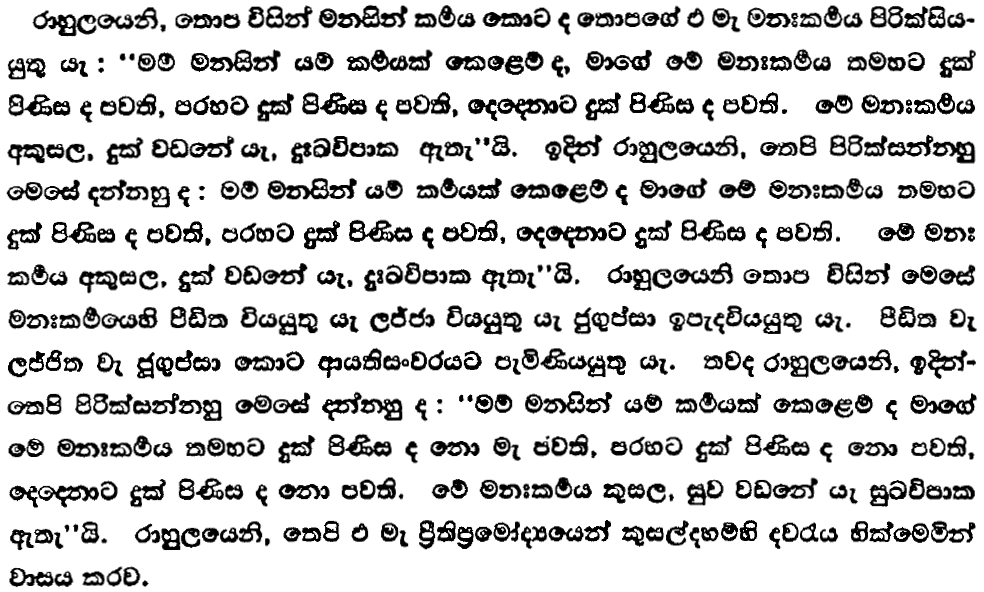 රාහුලයෙනි, තොප විසින් මනසින් කර්‍මය කොට ද තොපගේ ඒ මැ මනඃකර්‍මය පිරික්සිය-
යුතු යැ : “මම් මනසින් යම් කර්‍මයක් කෙළෙම් ද, මාගේ මේ මනඃකර්‍මය තමහට දුක්
පිණිස ද පවති, පරහට දුක් පිණිස ද පවති, දෙදෙනාට දුක් පිණිස ද පවති. මේ මනඃකර්‍මය
අකුසල, දුක් වඩනේ යැ, දුඃඛවිපාක ඇතැ”යි. ඉදින් රාහුලයෙනි, තෙපි පිරික්සන්නහු
මෙසේ දන්නහු ද : මම් මනසින් යම් කර්‍මයක් කෙළෙම් ද මාගේ මේ මනඃකර්‍මය තමහට
දුක් පිණිස ද පවති, පරහට දුක් පිණිස ද පවති, දෙදෙනාට දුක් පිණිස ද පවති. මේ මනඃ
කර්‍මය අකුසල, දුක් වඩනේ යැ, දුඃඛවිපාක ඇතැ”යි. රාහුලයෙනි තොප විසින් මෙසේ
මනඃකර්‍මයෙහි පීඩිත වියයුතු යැ ලජ්ජා වියයුතු යැ ජුගුප්සා ඉපැදවියයුතු යැ. පීඩිත වැ
ලජ්ජිත වැ ජුගුප්සා කොට ආයතිසංවරයට පැමිණියයුතු යැ. තවද රාහුලයෙනි, ඉදින්-
තෙපි පිරික්සන්නහු මෙසේ දන්නහු ද : “මම් මනසින් යම් කර්‍මයක් කෙළෙම් ද මාගේ
මේ මනඃකර්‍මය තමහට දුක් පිණිස ද නො මැ පවති, පරහට දුක් පිණිස ද නො පවති,
දෙදෙනාට දුක් පිණිස ද නො පවති. මේ මනඃකර්‍මය කුසල, සුව වඩනේ යැ සුඛවිපාක
ඇතැ”යි. රාහුලයෙනි, තෙපි ඒ මැ ප්‍රීතිප්‍රමෝද්‍යයෙන් කුසල්දහම්හි දවරැය හික්මෙමින්
වාසය කරව.